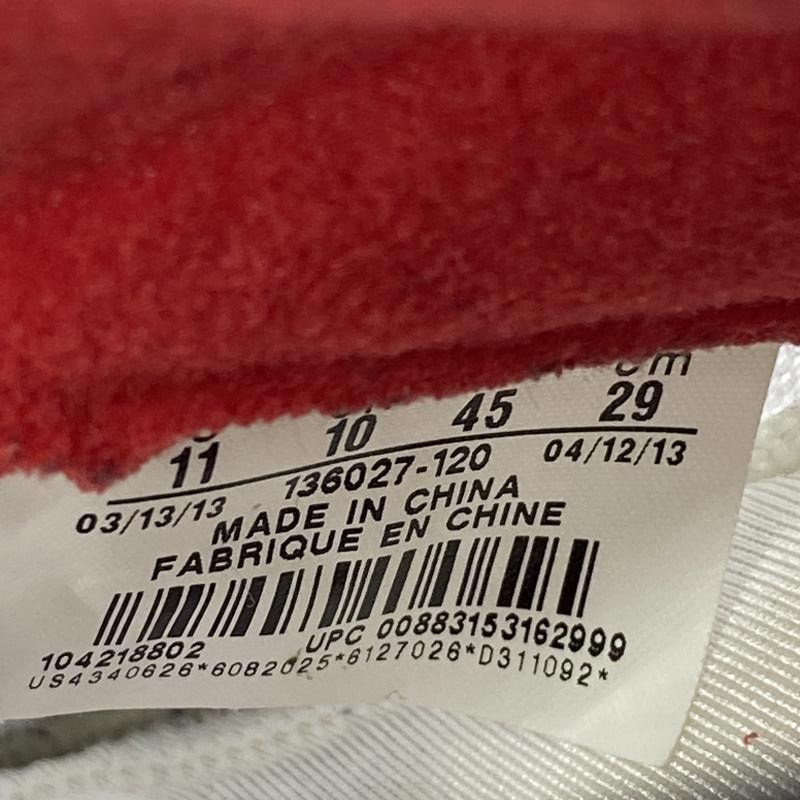 cm
11 10 45 29
03/13/13 136027-120 04/12/13
MADE IN CHINA
FABRIQUE EN CHINE
104218802 UPC 00883153162999
US4340626*6082025*6127026*D311092*